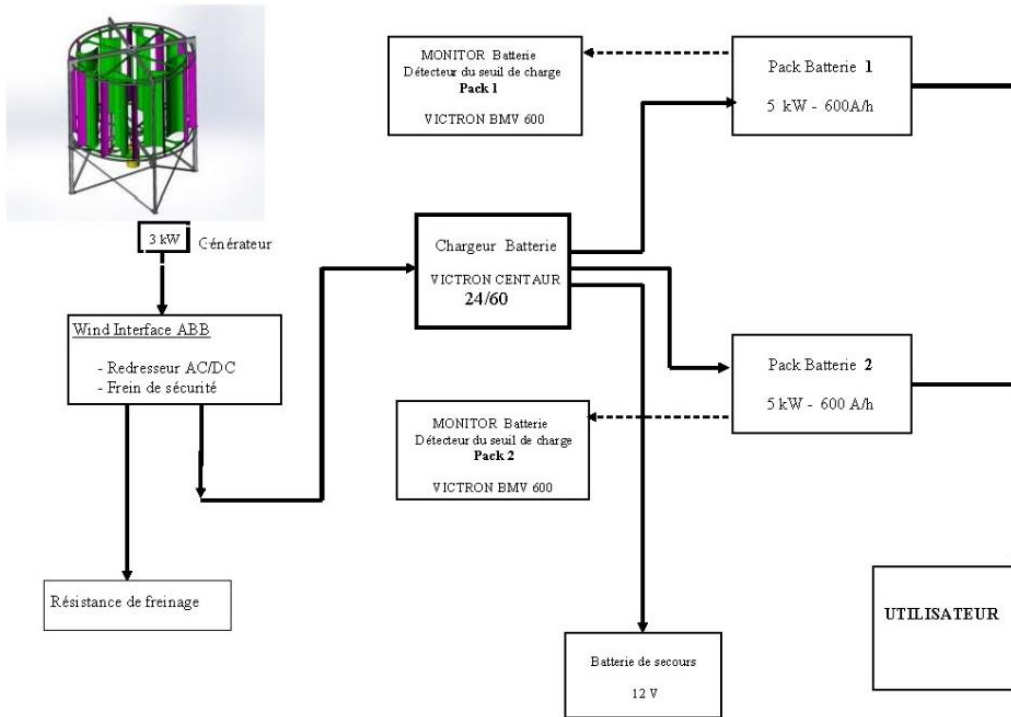 3 kW
Générateur
Wind Interface ABB
- Redresseur AC/DC
- Frein de sécurité
Résistance de freinage
MONITOR Batterie
Détecteur du seuil de charge
Pack 1
VICTRON BMV 600
Chargeur Batterie
VICTRON CENTAUR
24/60
MONITOR Batterie
Détecteur du seuil de charge
Pack 2
VICTRON BMV 600
Batterie de secours
12 V
Pack Batterie 1
5 kW - 600A/h
Pack Batterie 2
5 kW - 600 A/h
UTILISATEUR